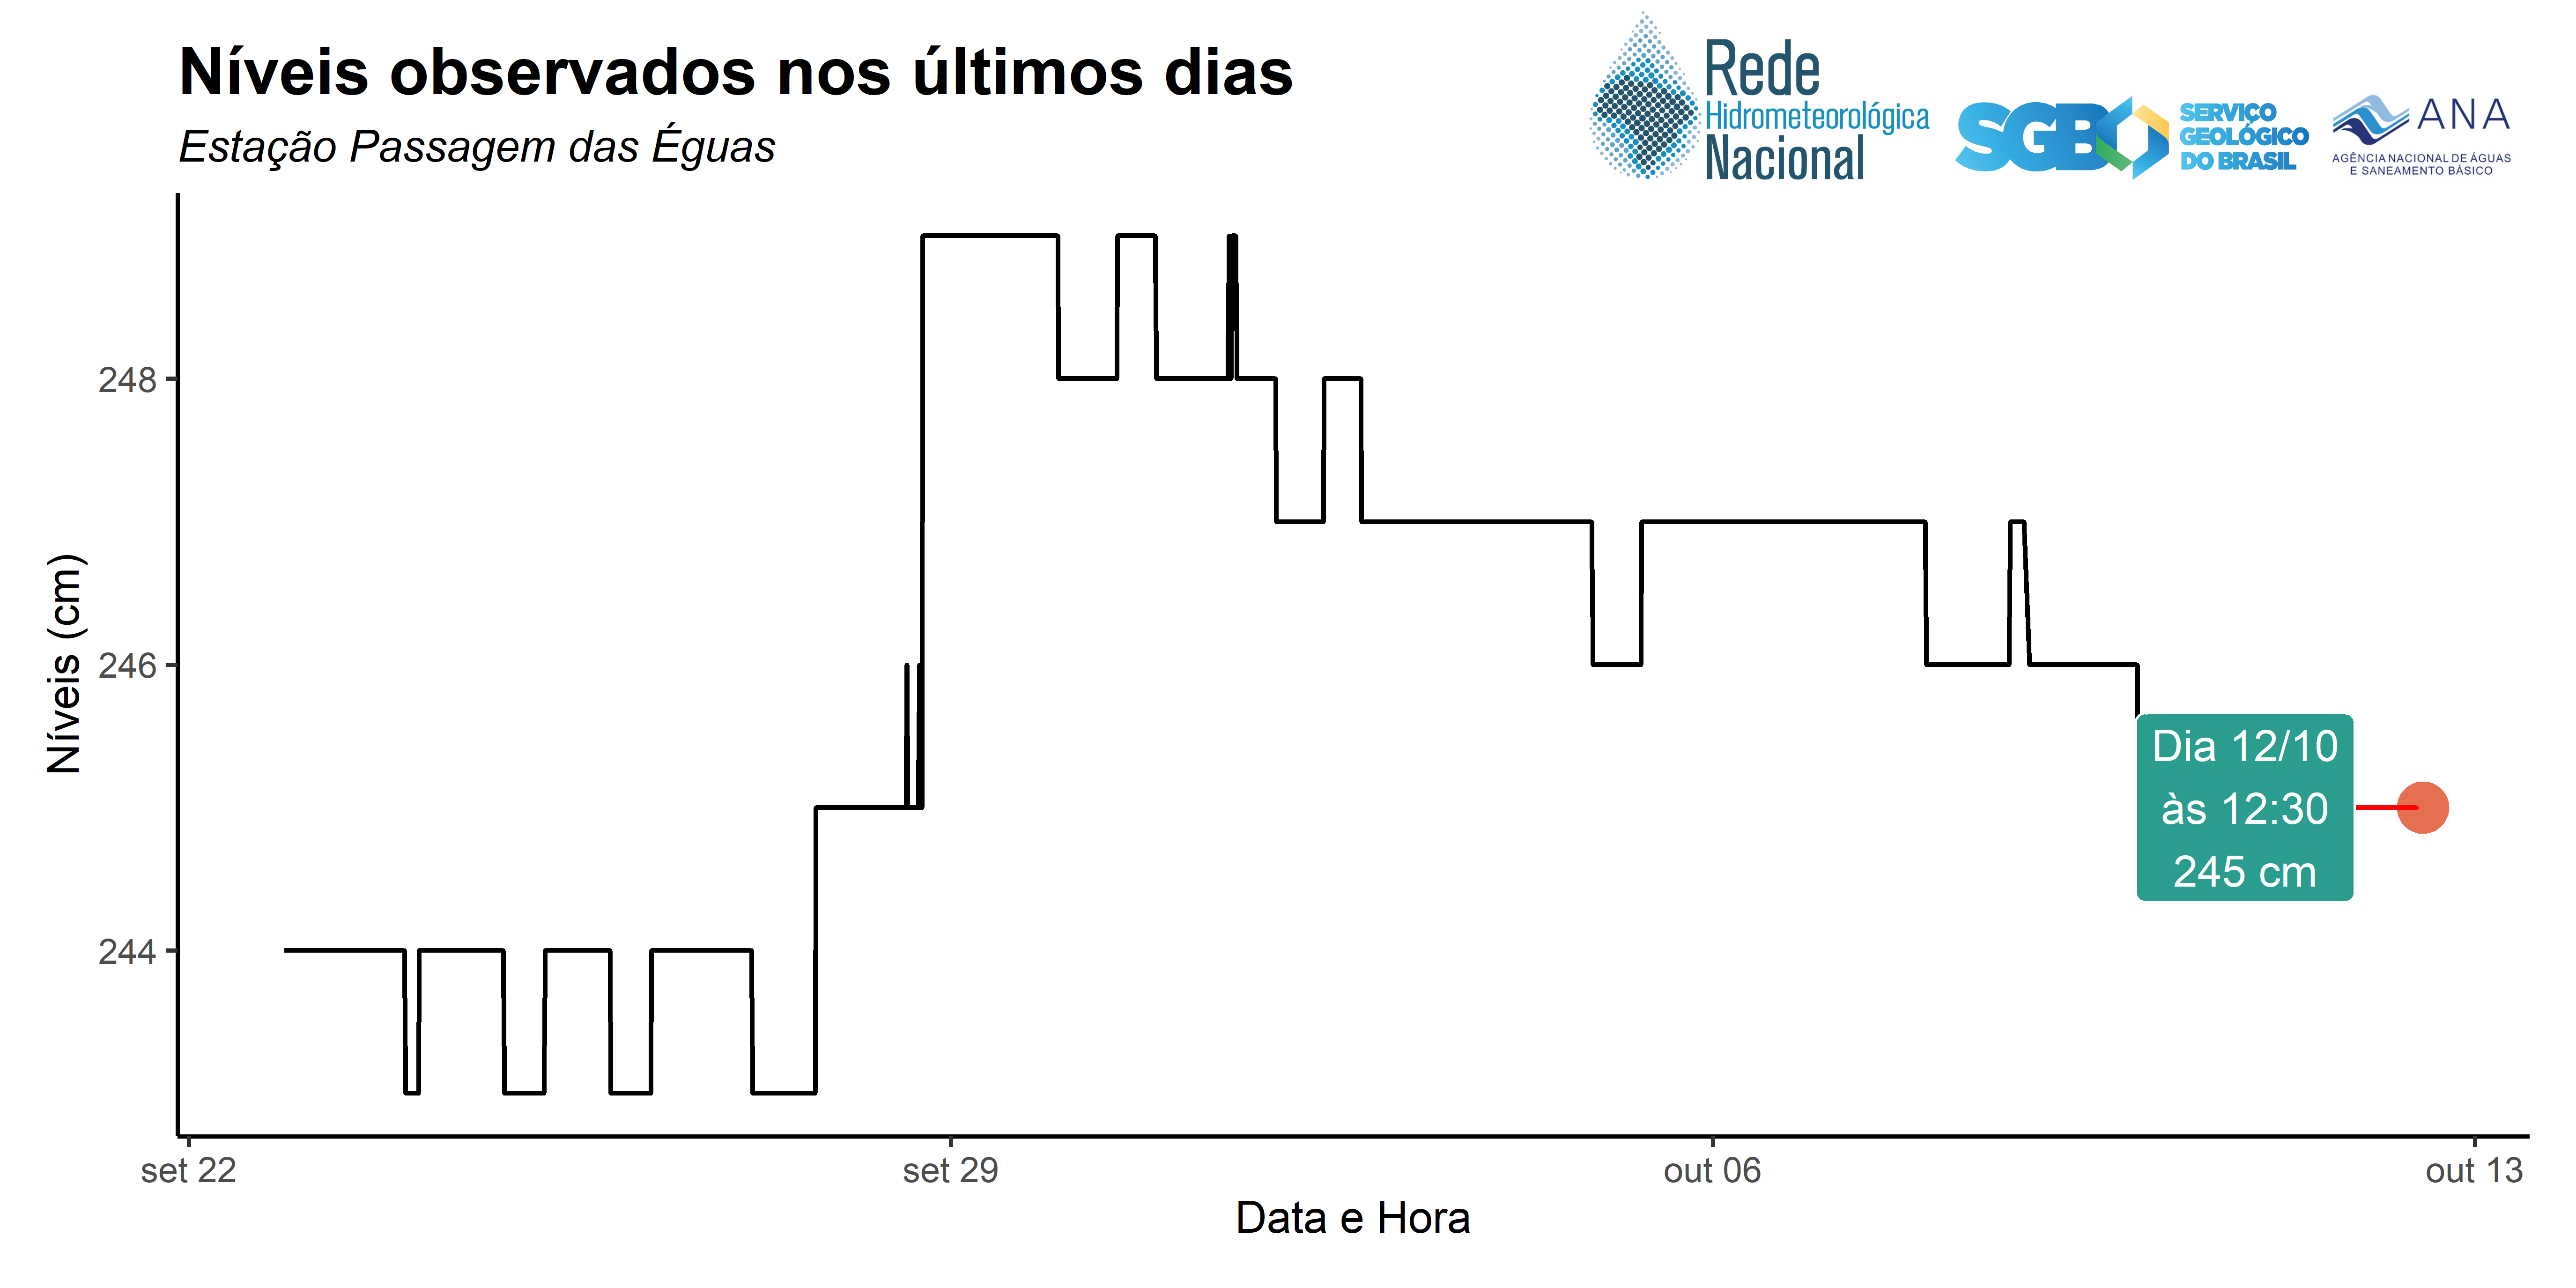 Níveis observados nos últimos dias
Estação Passagem das Éguas
Rede
Hidrometeorológica
Nacional
SGB
SERVIÇO
GEOLÓGICO
DO BRASIL
ANA
AGÊNCIA NACIONAL DE ÁGUAS
E SANEAMENTO BÁSICO
Níveis (cm)
248
246
244
Dia 12/10
às 12:30
245 cm
set 22
set 29
out 06
out 13
Data e Hora